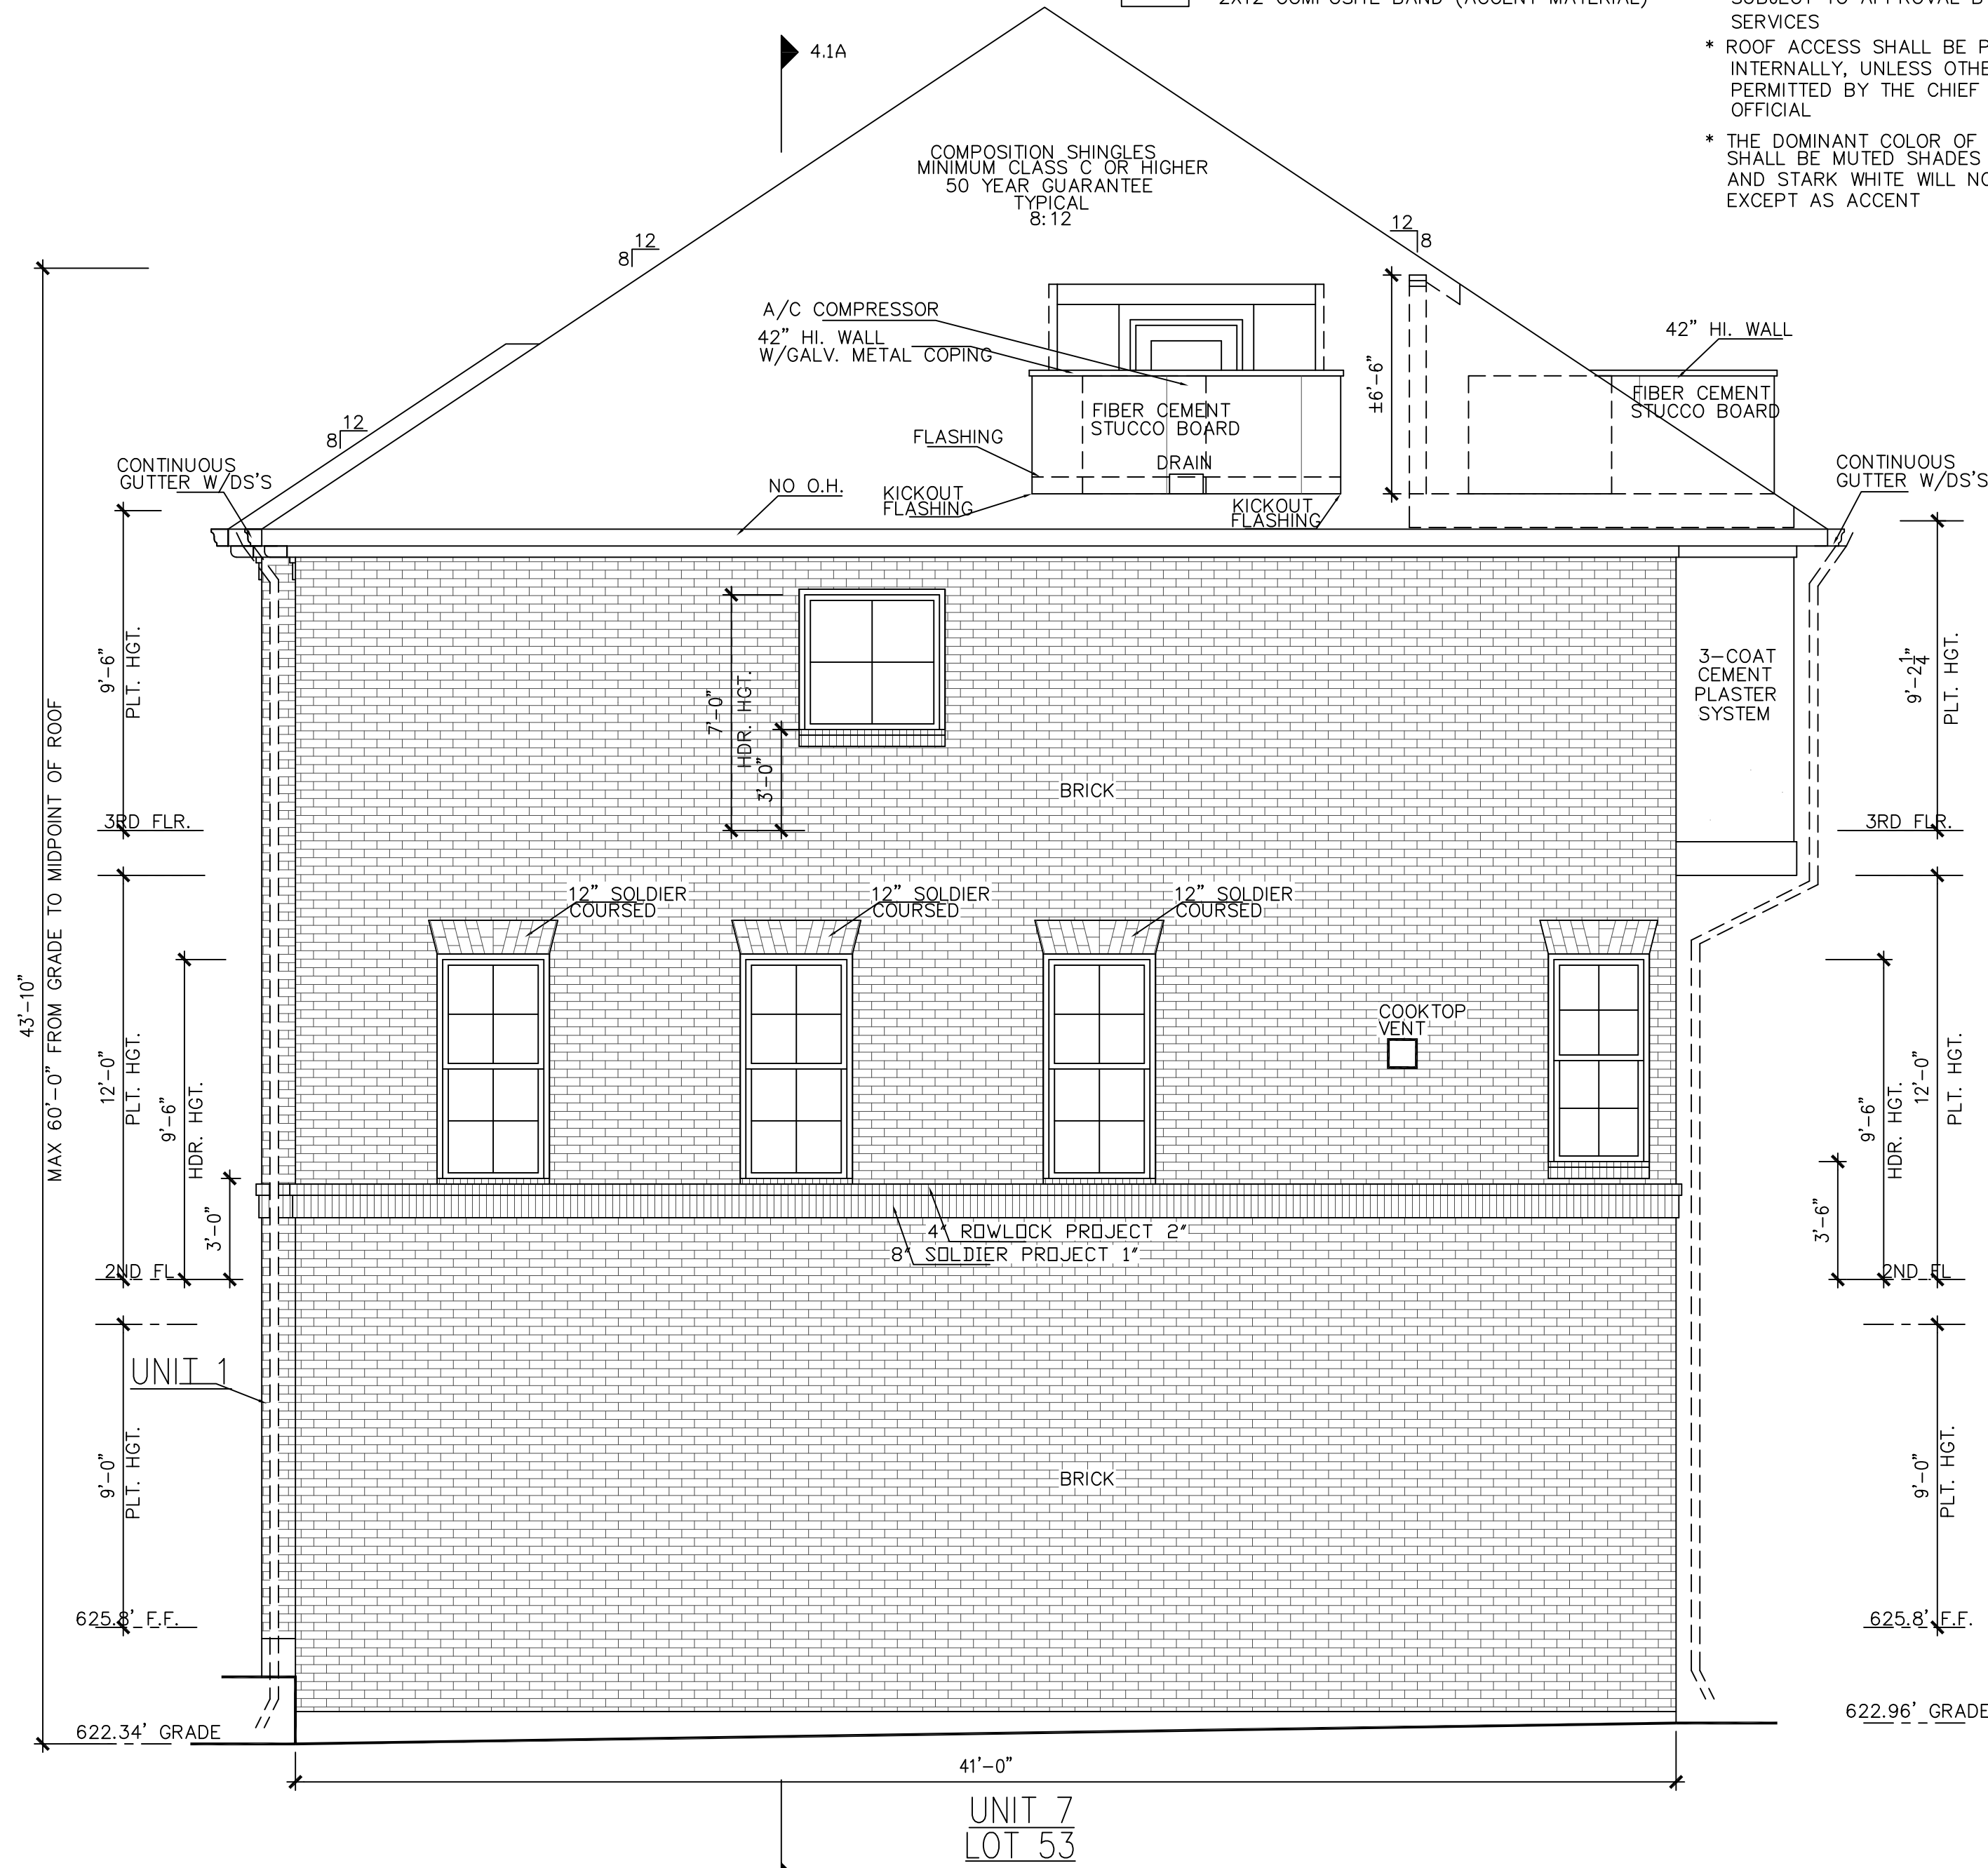 2X12 COMPOSITE BAND (ACCENT MATERIAL)
SUBJECT TO APPROVAL B
SERVICES
* ROOF ACCESS SHALL BE P
INTERNALLY, UNLESS OTHE
PERMITTED BY THE CHIEF
OFFICIAL
* THE DOMINANT COLOR OF
SHALL BE MUTED SHADES
AND STARK WHITE WILL NO
EXCEPT AS ACCENT
4.1A
COMPOSITION SHINGLES
MINIMUM CLASS C OR HIGHER
50 YEAR GUARANTEE
TYPICAL
8:12
12
8
12
8
12
8
A/C COMPRESSOR
42" HI. WALL
W/GALV. METAL COPING
±6'-6"
42" HI. WALL
FIBER CEMENT
STUCCO BOARD
FIBER CEMENT
STUCCO BOARD
FLASHING
DRAIN
NO O.H.
KICKOUT
FLASHING
KICKOUT
FLASHING
CONTINUOUS
GUTTER W/DS'S
CONTINUOUS
GUTTER W/DS'S
43'-10"
MAX 60'-0" FROM GRADE TO MIDPOINT OF ROOF
9'-6"
PLT. HGT.
7'-0"
HDR. HGT.
3'-0"
3-COAT
CEMENT
PLASTER
SYSTEM
9'-2 1/4"
PLT. HGT.
BRICK
3RD FLR.
3RD FLR.
12" SOLDIER
COURSED
12" SOLDIER
COURSED
12" SOLDIER
COURSED
COOKTOP
VENT
12'-0"
PLT. HGT.
9'-6"
HDR. HGT.
3'-0"
9'-6"
HDR. HGT.
12'-0"
PLT. HGT.
3'-6"
4" ROWLOCK PROJECT 2"
8" SOLDIER PROJECT 1"
2ND FL
2ND FL
UNIT 1
9'-0"
PLT. HGT.
BRICK
9'-0"
PLT. HGT.
625.8' F.F.
625.8' F.F.
622.34' GRADE
622.96' GRADE
41'-0"
UNIT 7
LOT 53